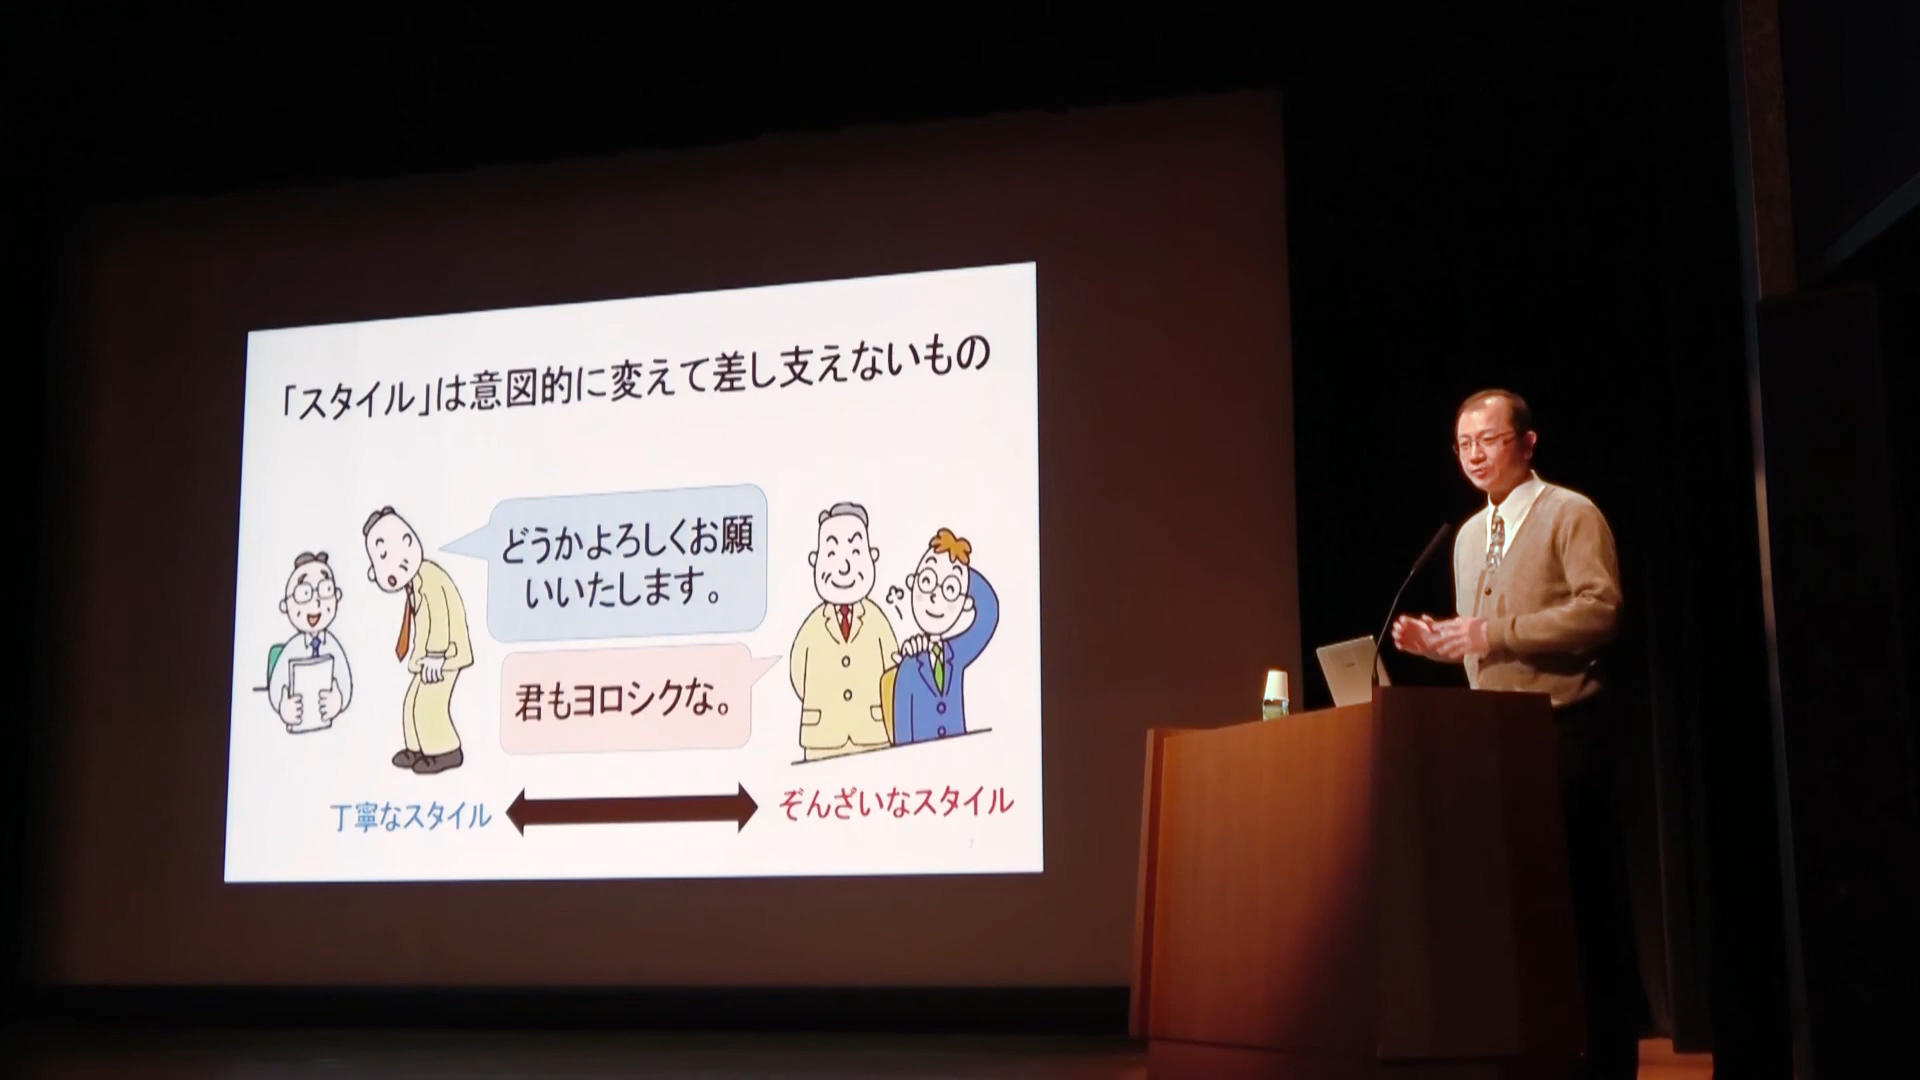 「スタイル」は意図的に変えて差し支えないもの
どうかよろしくお願
いいたします。
君もヨロシクな。
丁寧なスタイル
ぞんざいなスタイル
7